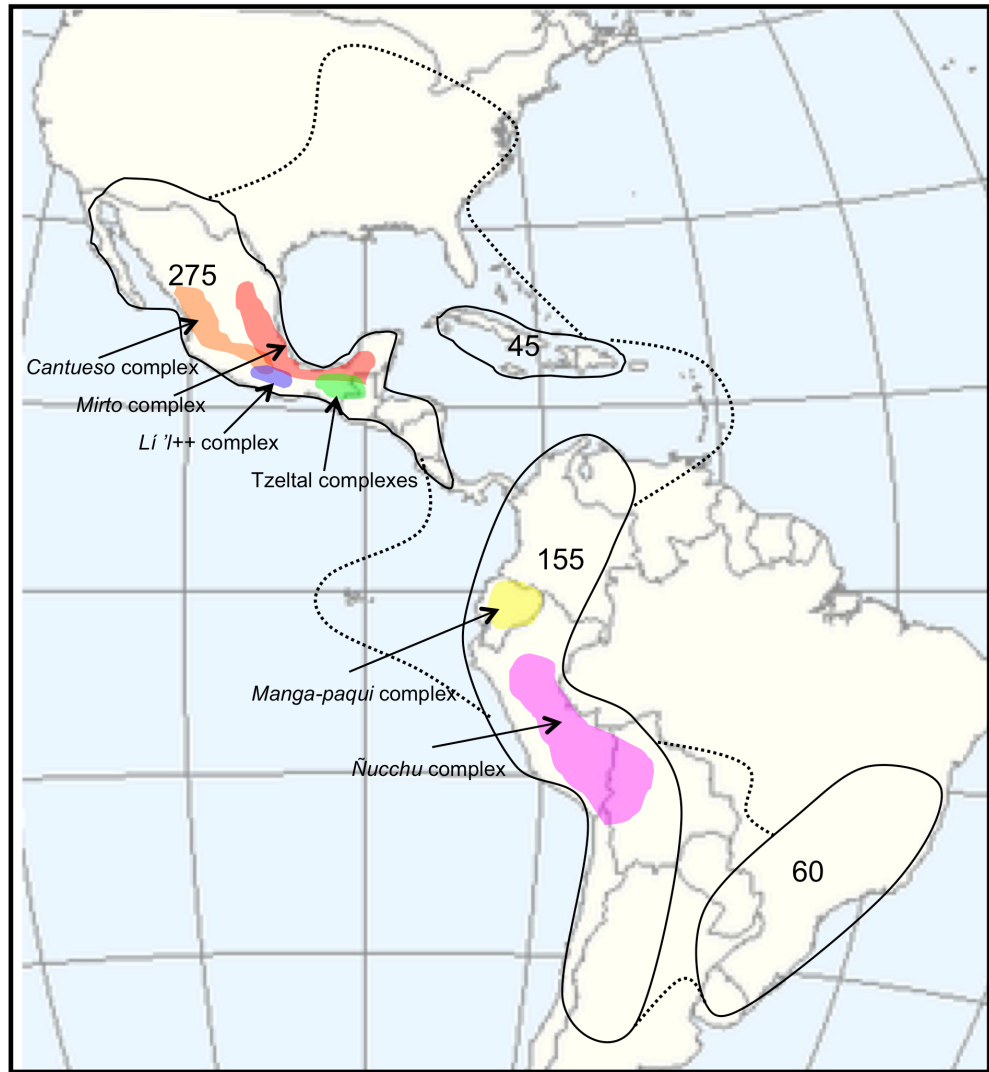 275
45
Cantueso complex
Mirto complex
Lí ’I++ complex
Tzeltal complexes
155
Manga-paqui complex
Ñucchu complex
60